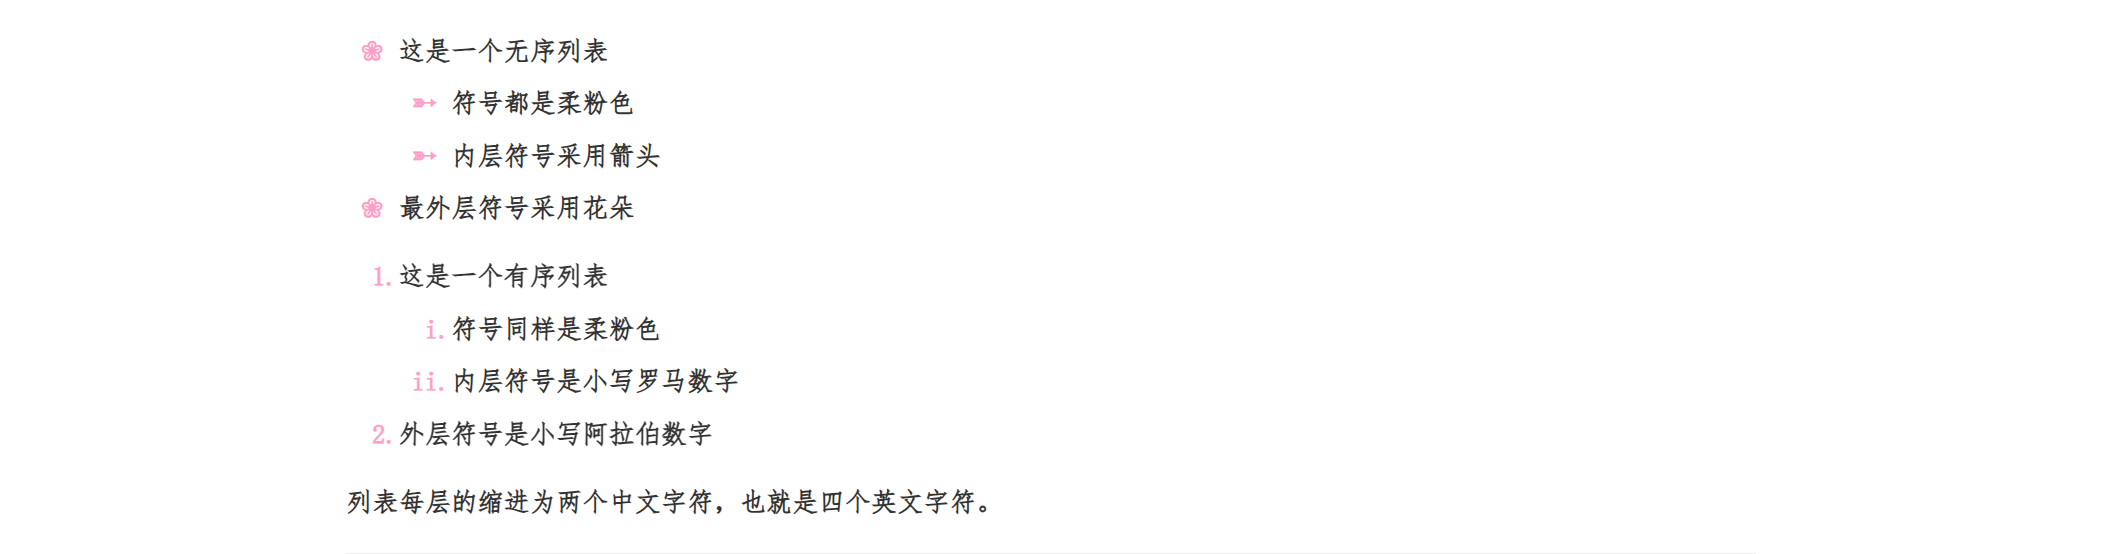 ❀ 这是一个无序列表
➳ 符号都是柔粉色
➳ 内层符号采用箭头
❀ 最外层符号采用花朵
1. 这是一个有序列表
i. 符号同样是柔粉色
ii. 内层符号是小写罗马数字
2. 外层符号是小写阿拉伯数字
列表每层的缩进为两个中文字符，也就是四个英文字符。